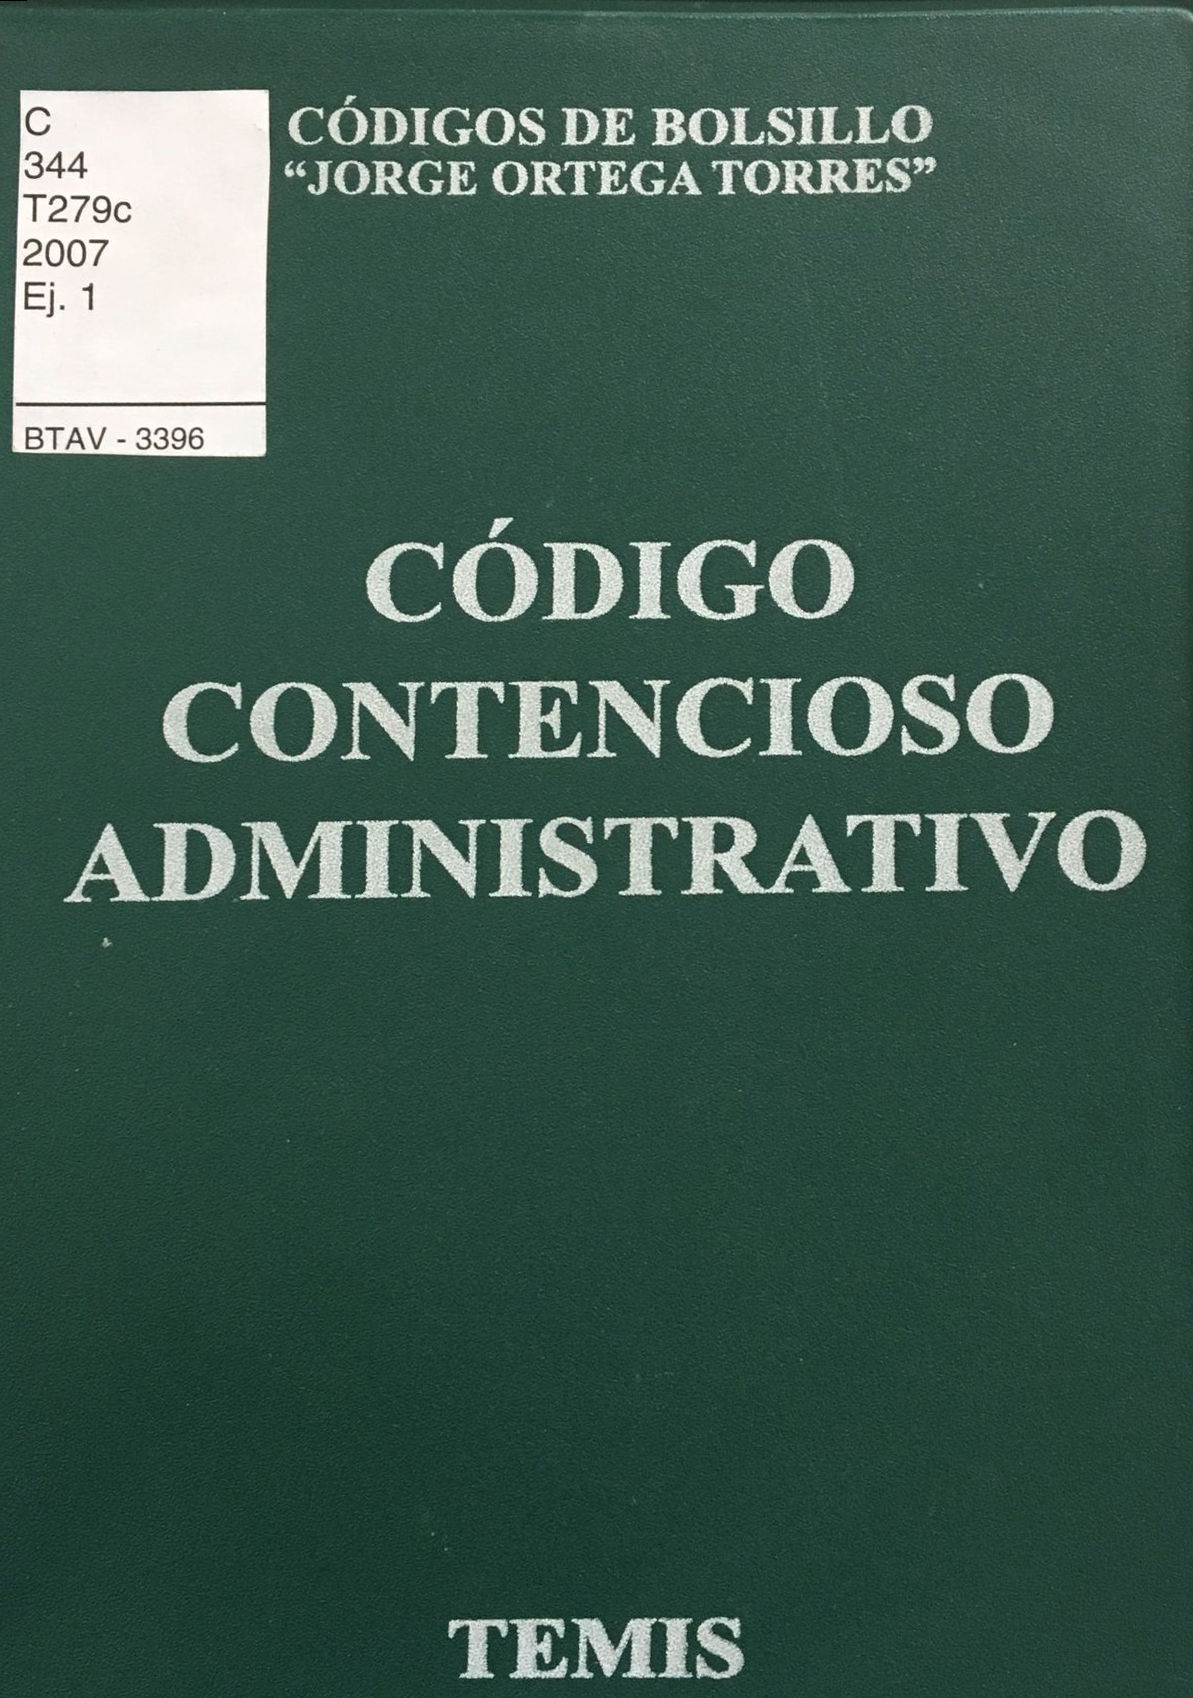 C
344
T279c
2007
Ej. 1
BTAV - 3396
CÓDIGOS DE BOLSILLO
“JORGE ORTEGA TORRES”
CÓDIGO
CONTENCIOSO
ADMINISTRATIVO
TEMIS